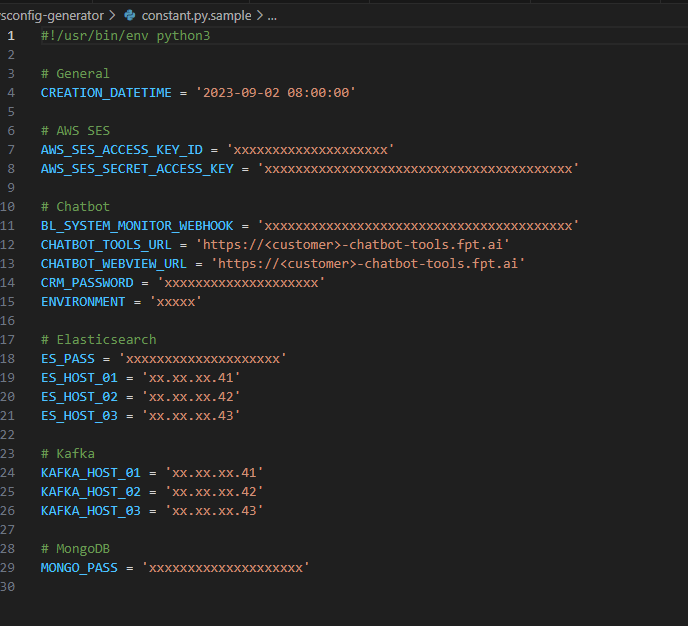 rsconfig-generator > constant.py.sample > ...
1 #!/usr/bin/env python3
2
3 # General
4 CREATION_DATETIME = '2023-09-02 08:00:00'
5
6 # AWS SES
7 AWS_SES_ACCESS_KEY_ID = 'xxxxxxxxxxxxxxxxxxxx'
8 AWS_SES_SECRET_ACCESS_KEY = 'xxxxxxxxxxxxxxxxxxxxxxxxxxxxxxxxxxxxxxxx'
9
10 # Chatbot
11 BL_SYSTEM_MONITOR_WEBHOOK = 'xxxxxxxxxxxxxxxxxxxxxxxxxxxxxxxxxxxxxxxx'
12 CHATBOT_TOOLS_URL = 'https://<customer>-chatbot-tools.fpt.ai'
13 CHATBOT_WEBVIEW_URL = 'https://<customer>-chatbot-tools.fpt.ai'
14 CRM_PASSWORD = 'xxxxxxxxxxxxxxxxxxxx'
15 ENVIRONMENT = 'xxxxx'
16
17 # Elasticsearch
18 ES_PASS = 'xxxxxxxxxxxxxxxxxxxx'
19 ES_HOST_01 = 'xx.xx.xx.41'
20 ES_HOST_02 = 'xx.xx.xx.42'
21 ES_HOST_03 = 'xx.xx.xx.43'
22
23 # Kafka
24 KAFKA_HOST_01 = 'xx.xx.xx.41'
25 KAFKA_HOST_02 = 'xx.xx.xx.42'
26 KAFKA_HOST_03 = 'xx.xx.xx.43'
27
28 # MongoDB
29 MONGO_PASS = 'xxxxxxxxxxxxxxxxxxxx'
30